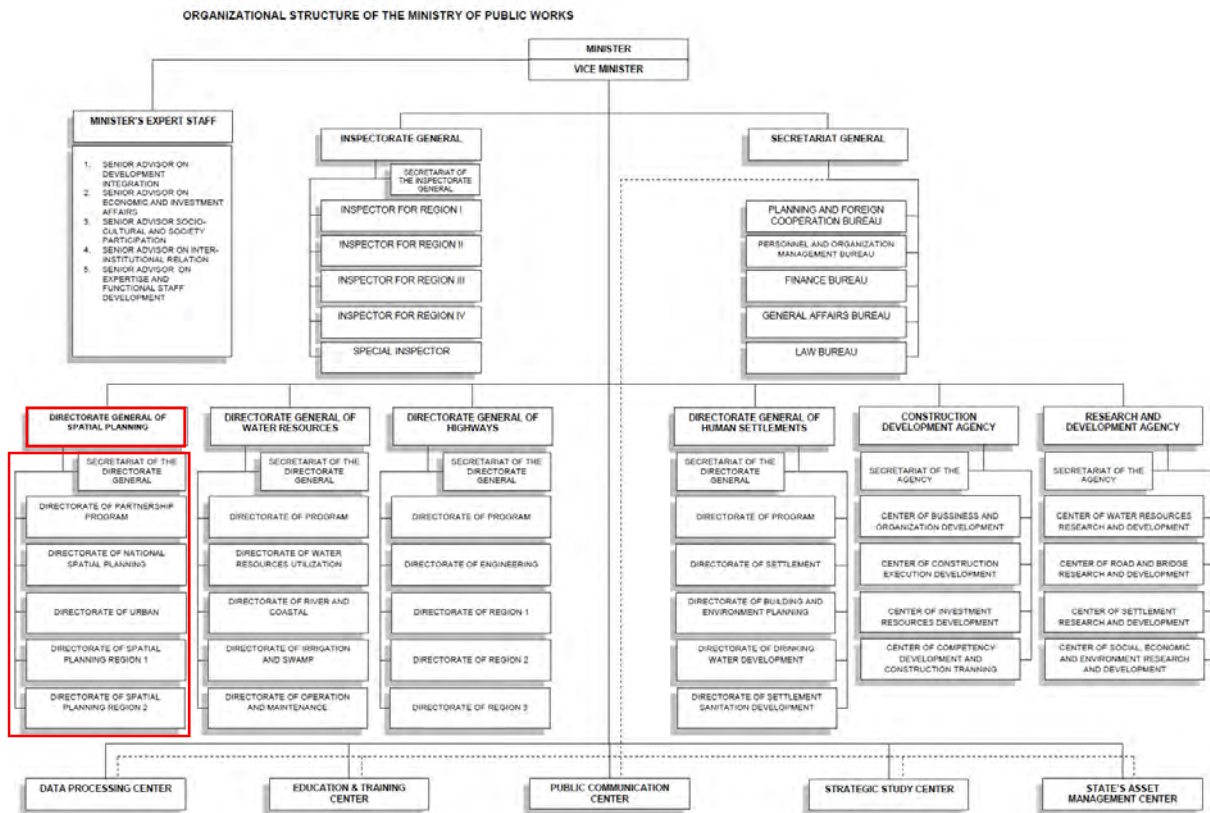 ORGANIZATIONAL STRUCTURE OF THE MINISTRY OF PUBLIC WORKS
MINISTER
VICE MINISTER
MINISTER'S EXPERT STAFF
1. SENIOR ADVISOR ON
DEVELOPMENT
INTEGRATION
2. SENIOR ADVISOR ON
ECONOMIC AND INVESTMENT
AFFAIRS
3. SENIOR ADVISOR SOCIO-
CULTURAL AND SOCIETY
PARTICIPATION
4. SENIOR ADVISOR ON INTER-
INSTITUTIONAL RELATION
5. SENIOR ADVISOR ON
EXPERTISE AND
FUNCTIONAL STAFF
DEVELOPMENT
INSPECTORATE GENERAL
SECRETARIAT OF
THE INSPECTORATE
GENERAL
INSPECTOR FOR REGION I
INSPECTOR FOR REGION II
INSPECTOR FOR REGION III
INSPECTOR FOR REGION IV
SPECIAL INSPECTOR
SECRETARIAT GENERAL
PLANNING AND FOREIGN
COOPERATION BUREAU
PERSONNEL AND ORGANIZATION
MANAGEMENT BUREAU
FINANCE BUREAU
GENERAL AFFAIRS BUREAU
LAW BUREAU
DIRECTORATE GENERAL OF
SPATIAL PLANNING
SECRETARIAT OF THE
DIRECTORATE
GENERAL
DIRECTORATE OF PARTNERSHIP
PROGRAM
DIRECTORATE OF NATIONAL
SPATIAL PLANNING
DIRECTORATE OF URBAN
DIRECTORATE OF SPATIAL
PLANNING REGION 1
DIRECTORATE OF SPATIAL
PLANNING REGION 2
DIRECTORATE GENERAL OF
WATER RESOURCES
SECRETARIAT OF THE
DIRECTORATE
GENERAL
DIRECTORATE OF PROGRAM
DIRECTORATE OF WATER
RESOURCES UTILIZATION
DIRECTORATE OF RIVER AND
COASTAL
DIRECTORATE OF IRRIGATION
AND SWAMP
DIRECTORATE OF OPERATION
AND MAINTENANCE
DIRECTORATE GENERAL OF
HIGHWAYS
SECRETARIAT OF THE
DIRECTORATE
GENERAL
DIRECTORATE OF PROGRAM
DIRECTORATE OF ENGINEERING
DIRECTORATE OF REGION 1
DIRECTORATE OF REGION 2
DIRECTORATE OF REGION 3
DIRECTORATE GENERAL OF
HUMAN SETTLEMENTS
SECRETARIAT OF THE
DIRECTORATE
GENERAL
DIRECTORATE OF PROGRAM
DIRECTORATE OF SETTLEMENT
DIRECTORATE OF BUILDING AND
ENVIRONMENT PLANNING
DIRECTORATE OF DRINKING
WATER DEVELOPMENT
DIRECTORATE OF SETTLEMENT
SANITATION DEVELOPMENT
CONSTRUCTION
DEVELOPMENT AGENCY
SECRETARIAT OF THE
AGENCY
CENTER OF BUSSINESS AND
ORGANIZATION DEVELOPMENT
CENTER OF CONSTRUCTION
EXECUTION DEVELOPMENT
CENTER OF INVESTMENT
RESOURCES DEVELOPMENT
CENTER OF COMPETENCY
DEVELOPMENT AND
CONSTRUCTION TRANNING
RESEARCH AND
DEVELOPMENT AGENCY
SECRETARIAT OF THE
AGENCY
CENTER OF WATER RESOURCES
RESEARCH AND DEVELOPMENT
CENTER OF ROAD AND BRIDGE
RESEARCH AND DEVELOPMENT
CENTER OF SETTLEMENT
RESEARCH AND DEVELOPMENT
CENTER OF SOCIAL, ECONOMIC
AND ENVIRONMENT RESEARCH
AND DEVELOPMENT
DATA PROCESSING CENTER
EDUCATION & TRAINING
CENTER
PUBLIC COMMUNICATION
CENTER
STRATEGIC STUDY CENTER
STATE'S ASSET
MANAGEMENT CENTER